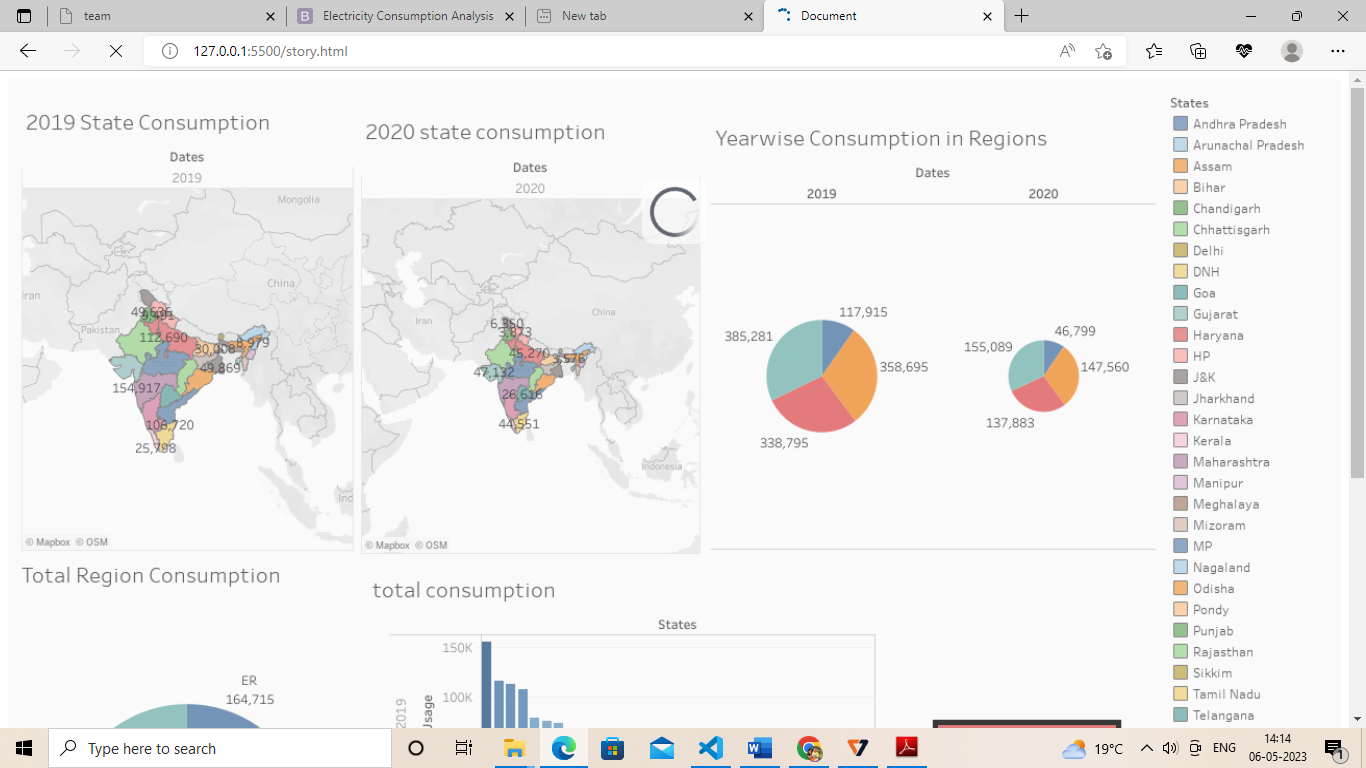 team
Electricity Consumption Analysis
New tab
Document
127.0.0.1:5500/story.html
2019 State Consumption
Dates
2019
Mongolia
China
Iran
Pakistan
112,690
30,008
8,979
49,869
154,917
106,720
25,798
© Mapbox © OSM
2020 state consumption
Dates
2020
China
Iran
6,350
3,873
45,270
3,576
47,132
26,616
44,551
Indonesia
© Mapbox © OSM
Yearwise Consumption in Regions
Dates
2019
2020
117,915
385,281
358,695
338,795
46,799
155,089
147,560
137,883
States
Andhra Pradesh
Arunachal Pradesh
Assam
Bihar
Chandigarh
Chhattisgarh
Delhi
DNH
Goa
Gujarat
Haryana
HP
J&K
Jharkhand
Karnataka
Kerala
Maharashtra
Manipur
Meghalaya
Mizoram
MP
Nagaland
Odisha
Pondy
Punjab
Rajasthan
Sikkim
Tamil Nadu
Telangana
Total Region Consumption
ER
164,715
total consumption
States
150K
100K
2019
Usage
Type here to search
19°C
ENG
14:14
06-05-2023
1